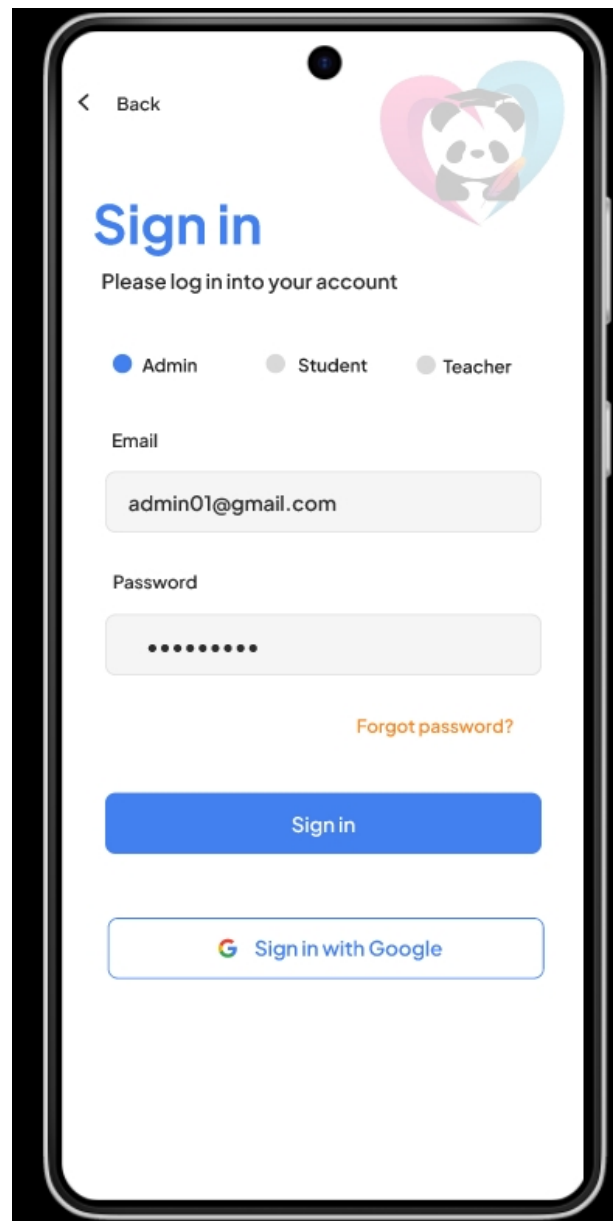 Back
Sign in
Please log in into your account
Admin Student Teacher
Email
admin01@gmail.com
Password
•••••••••
Forgot password?
Sign in
Sign in with Google